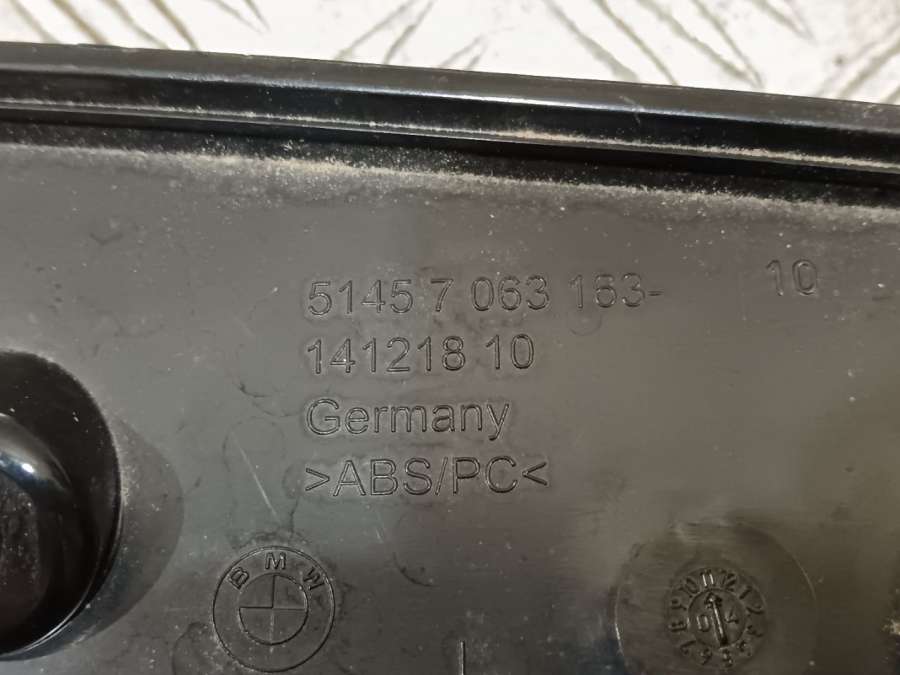 5145 7 063 163-    10
141218 10
Germany
>ABS/PC<
BMW